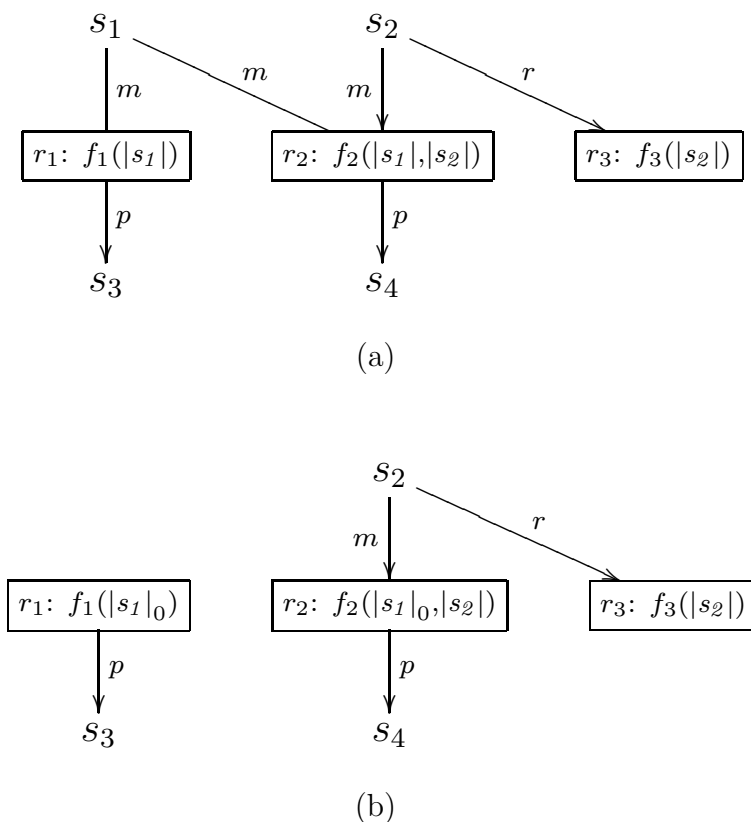 s₁ s₂
m m m r
r₁: f₁(|s₁|) r₂: f₂(|s₁|,|s₂|) r₃: f₃(|s₂|)
p p
s₃ s₄
(a)
s₂
m r
r₁: f₁(|s₁|₀) r₂: f₂(|s₁|₀,|s₂|) r₃: f₃(|s₂|)
p p
s₃ s₄
(b)